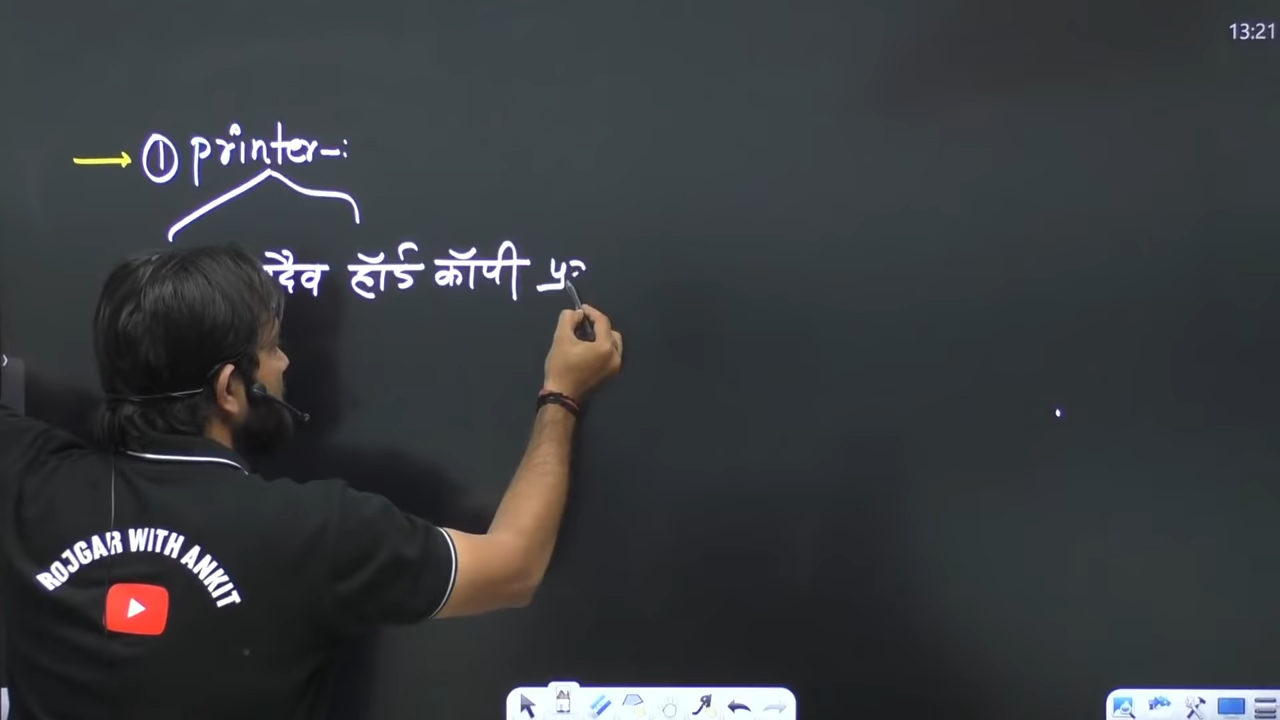 13:21
→ ① printer-:
दैव हॉर्ड कॉपी
ROJGAR WITH ANKIT